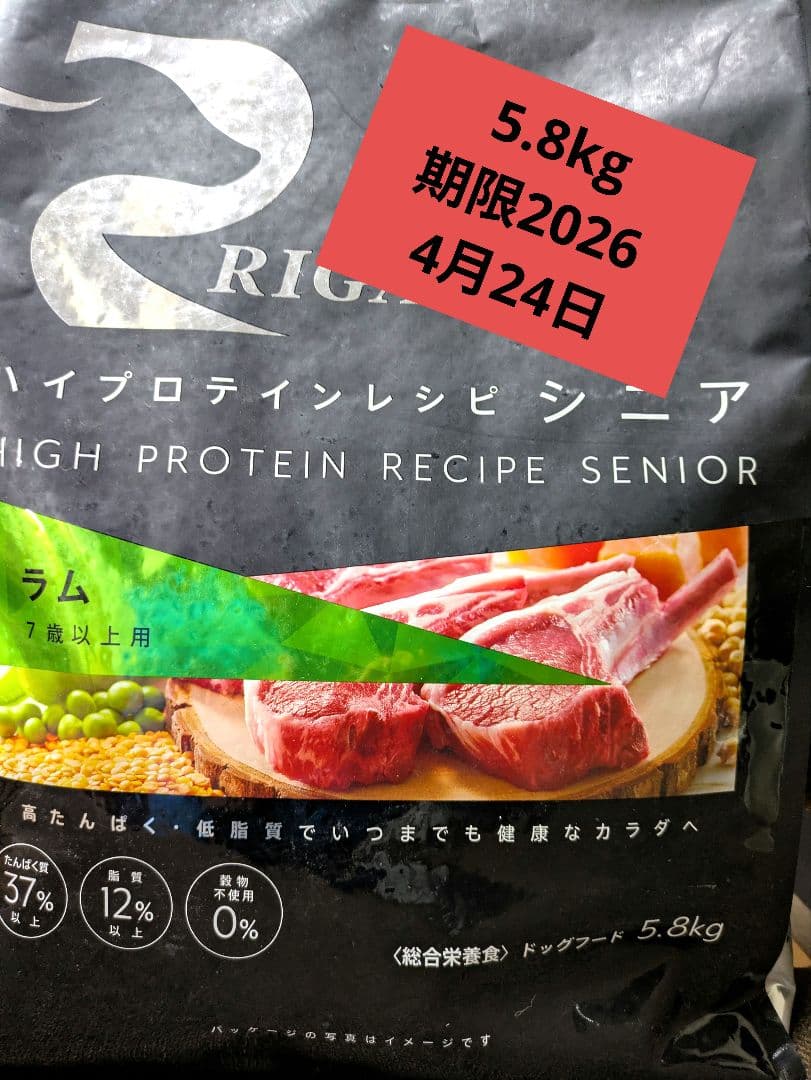 5.8kg
期限2026
4月24日
RIGA
ハイプロテインレシピ シニア
HIGH PROTEIN RECIPE SENIOR
ラム
7歳以上用
高たんぱく・低脂質でいつまでも健康なカラダへ
たんぱく質
37%
以上
脂質
12%
以上
穀物
不使用
0%
〈総合栄養食〉ドッグフード 5.8kg
パッケージの写真はイメージです